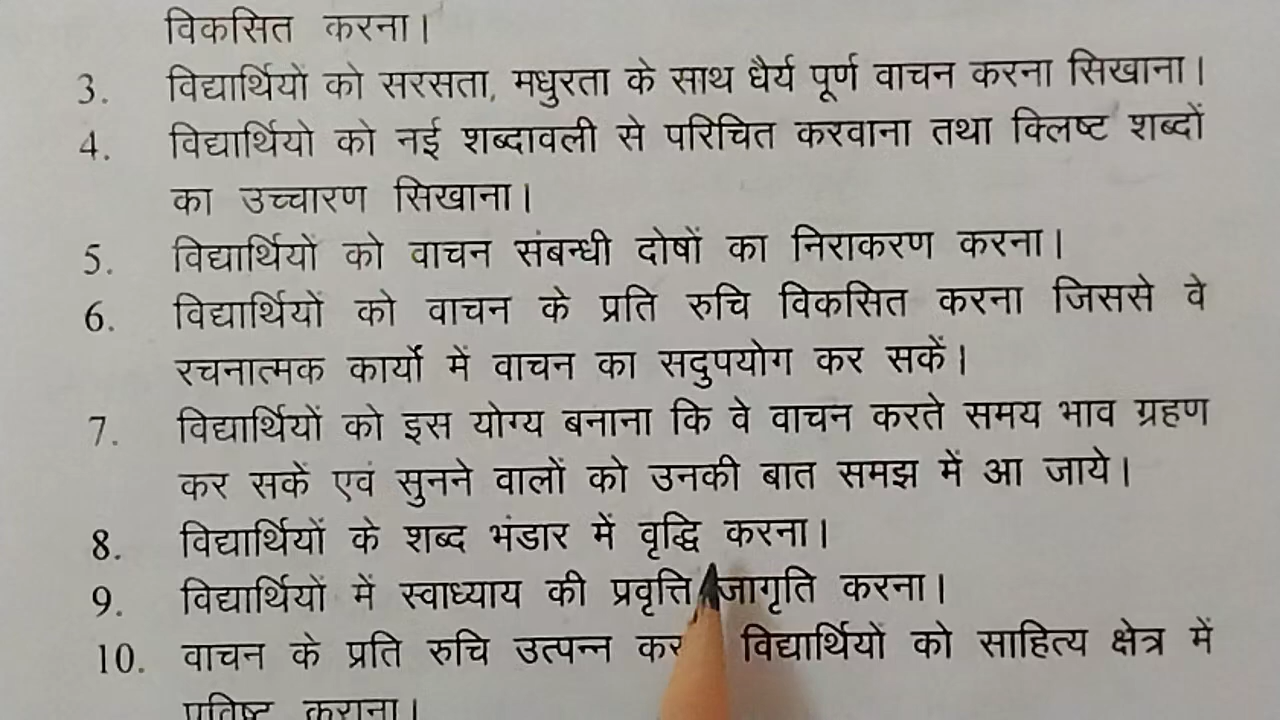 विकसित करना।
3. विद्यार्थियों को सरसता, मधुरता के साथ धैर्य पूर्ण वाचन करना सिखाना।
4. विद्यार्थियो को नई शब्दावली से परिचित करवाना तथा क्लिष्ट शब्दों
का उच्चारण सिखाना।
5. विद्यार्थियों को वाचन संबन्धी दोषों का निराकरण करना।
6. विद्यार्थियों को वाचन के प्रति रुचि विकसित करना जिससे वे
रचनात्मक कार्यों में वाचन का सदुपयोग कर सकें।
7. विद्यार्थियों को इस योग्य बनाना कि वे वाचन करते समय भाव ग्रहण
कर सकें एवं सुनने वालों को उनकी बात समझ में आ जाये।
8. विद्यार्थियों के शब्द भंडार में वृद्धि करना।
9. विद्यार्थियों में स्वाध्याय की प्रवृत्ति जागृति करना।
10. वाचन के प्रति रुचि उत्पन्न विद्यार्थियों को साहित्य क्षेत्र में
प्रविष्ट कराना।